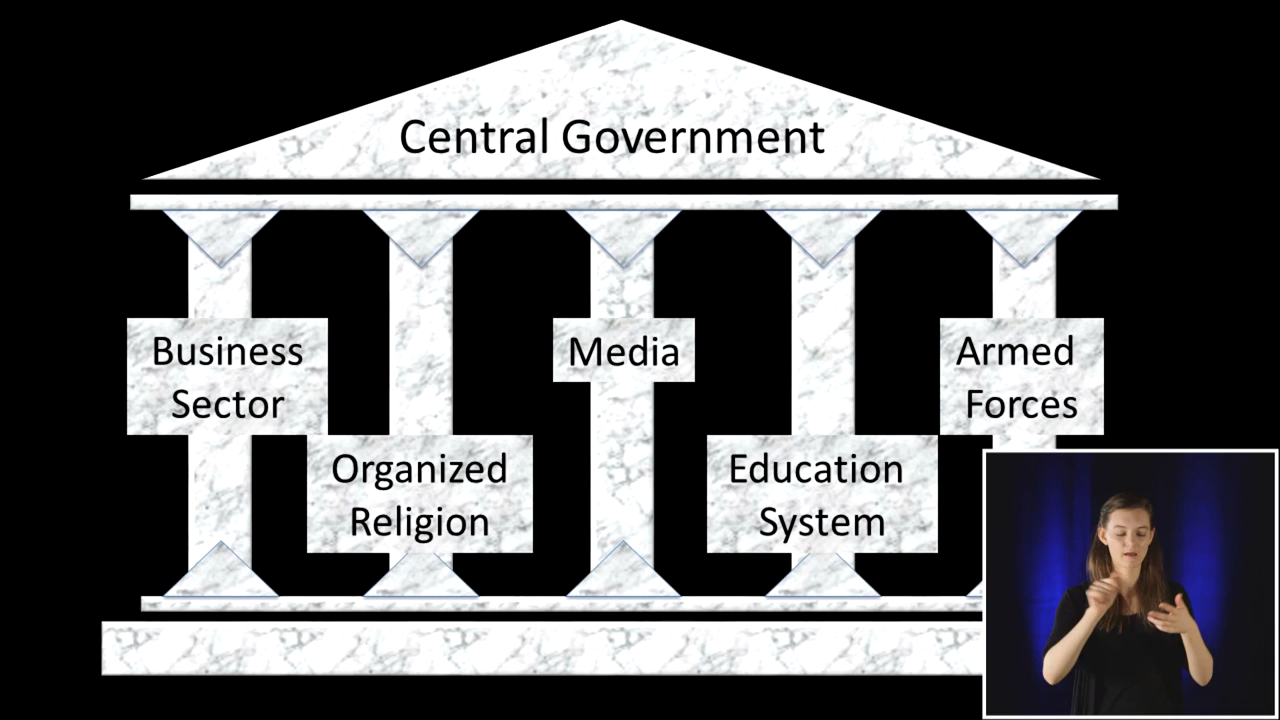 Central Government
Business
Sector
Organized
Religion
Media
Education
System
Armed
Forces